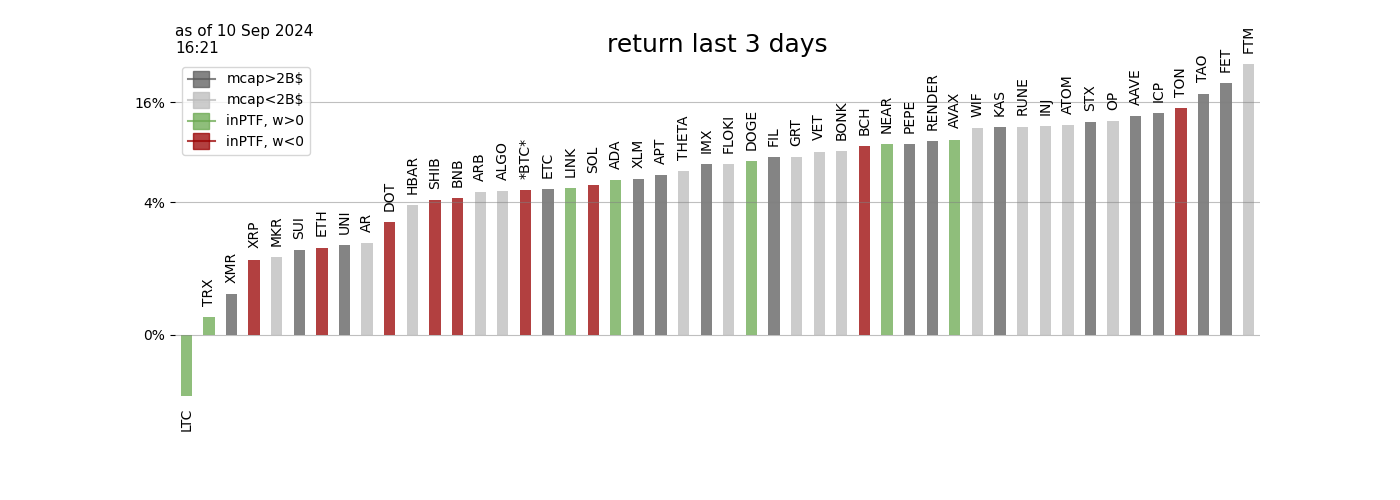 as of 10 Sep 2024
16:21
return last 3 days
mcap>2B$
mcap<2B$
inPTF, w>0
inPTF, w<0
16%
4%
0%
LTC
TRX
XMR
XRP
MKR
SUI
ETH
UNI
AR
DOT
HBAR
SHIB
BNB
ARB
ALGO
*BTC*
ETC
LINK
SOL
ADA
XLM
APT
THETA
IMX
FLOKI
DOGE
FIL
GRT
VET
BONK
BCH
NEAR
PEPE
RENDER
AVAX
WIF
KAS
RUNE
INJ
ATOM
STX
OP
AAVE
ICP
TON
TAO
FET
FTM